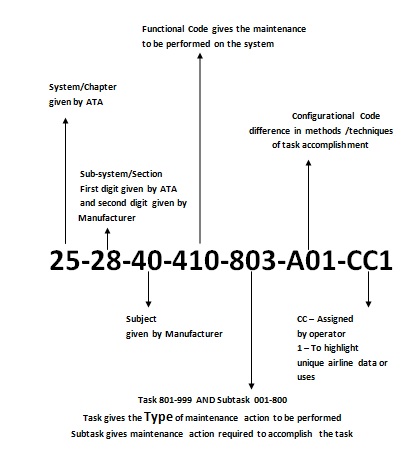 Functional Code gives the maintenance
to be performed on the system
System/Chapter
given by ATA
Configurational Code
difference in methods /techniques
of task accomplishment
Sub-system/Section
First digit given by ATA
and second digit given by
Manufacturer
25-28-40-410-803-A01-CC1
Subject
given by Manufacturer
CC – Assigned
by operator
1 – To highlight
unique airline data or
uses
Task 801-999 AND Subtask 001-800
Task gives the Type of maintenance action to be performed
Subtask gives maintenance action required to accomplish the task